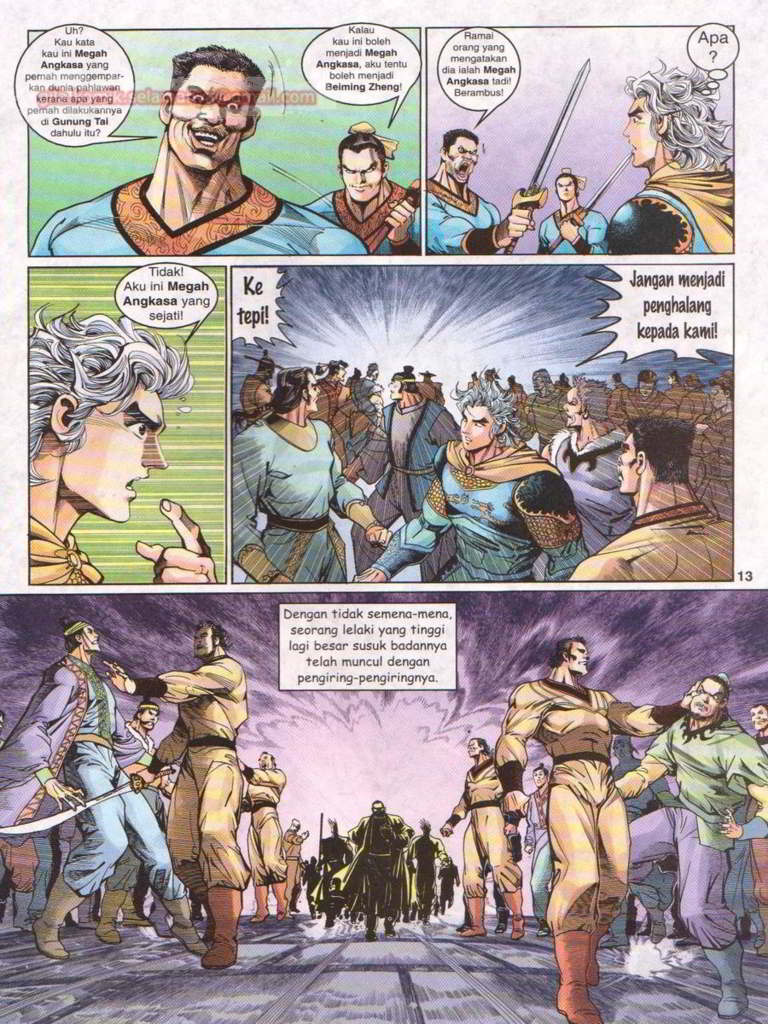 Uh?
Kau kata
kau ini Megah
Angkasa yang
pernah menggempar-
kan dunia pahlawan
kerana apa yang
pernah dilakukannya
di Gunung Tai
dahulu itu?
Kalau
kau ini boleh
menjadi Megah
Angkasa, aku tentu
boleh menjadi
Beiming Zheng!
Ramai
orang yang
mengatakan
dia ialah Megah
Angkasa tadi!
Berambus!
Apa
?
Tidak!
Aku ini Megah
Angkasa yang
sejati!
Ke
tepi!
Jangan menjadi
penghalang
kepada kami!
13
Dengan tidak semena-mena,
seorang lelaki yang tinggi
lagi besar susuk badannya
telah muncul dengan
pengiring-pengiringnya.